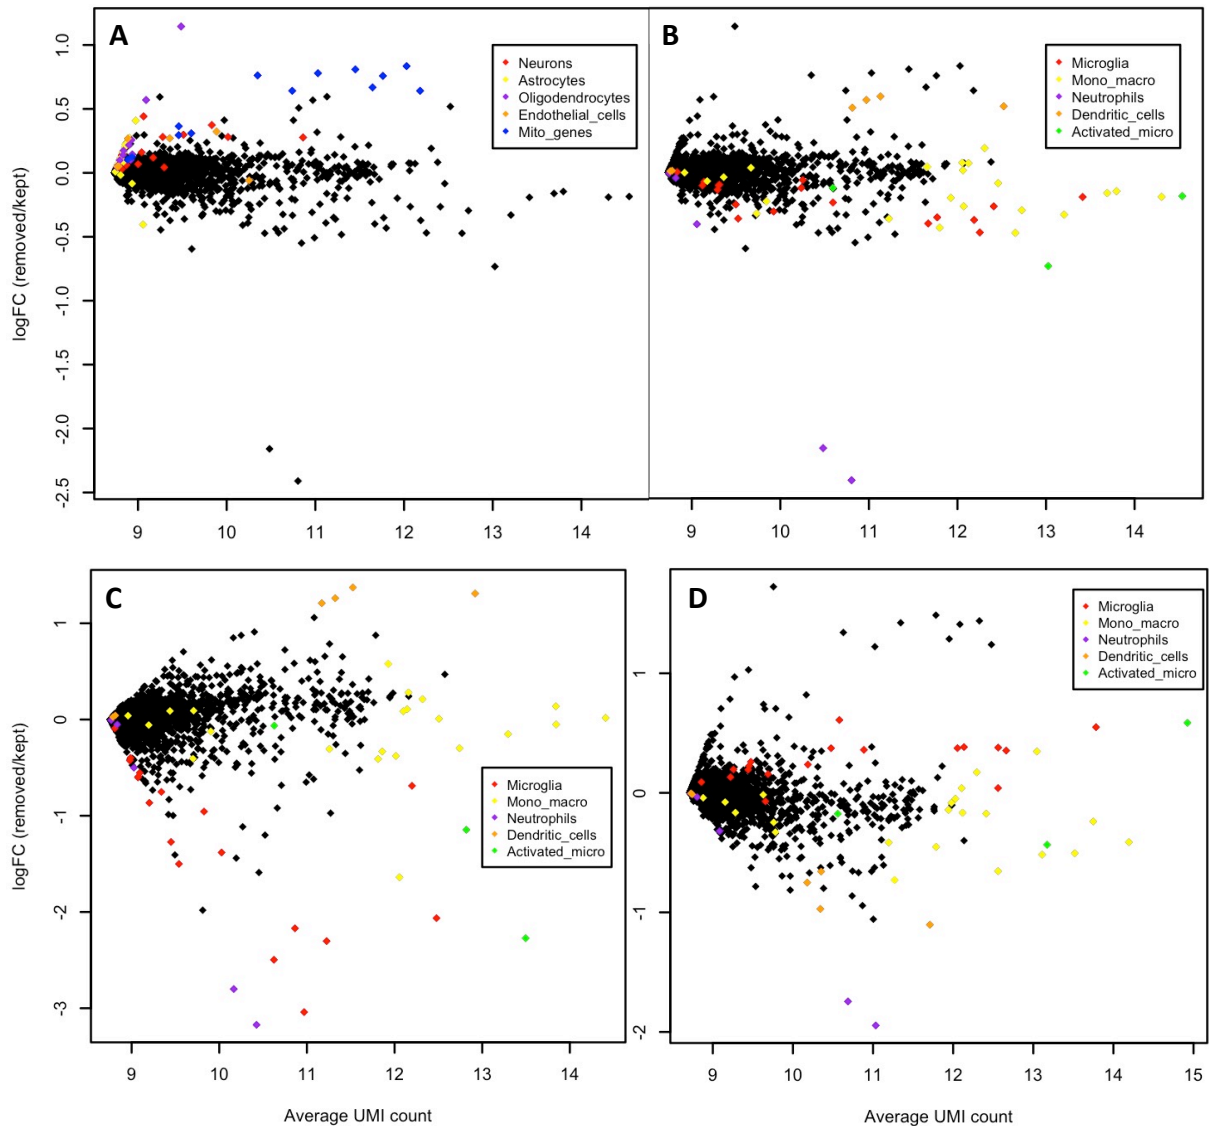 A
B
Neurons
Astrocytes
Oligodendrocytes
Endothelial_cells
Mito_genes
Microglia
Mono_macro
Neutrophils
Dendritic_cells
Activated_micro
logFC (removed/kept)
1.0
0.5
0.0
-0.5
-1.0
-1.5
-2.0
-2.5
9 10 11 12 13 14
9 10 11 12 13 14
C
D
Microglia
Mono_macro
Neutrophils
Dendritic_cells
Activated_micro
Microglia
Mono_macro
Neutrophils
Dendritic_cells
Activated_micro
logFC (removed/kept)
1
0
-1
-2
-3
1
0
-1
-2
9 10 11 12 13 14
9 10 11 12 13 14 15
Average UMI count
Average UMI count